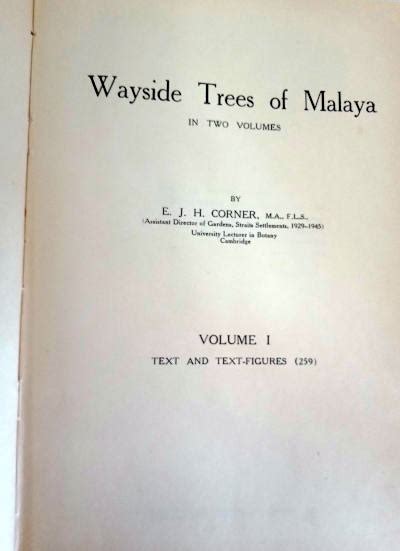 Wayside Trees of Malaya
IN TWO VOLUMES
BY
E. J. H. CORNER, M.A., F.L.S.,
(Assistant Director of Gardens, Straits Settlements, 1929-1945)
University Lecturer in Botany
Cambridge
VOLUME I
TEXT AND TEXT-FIGURES (259)